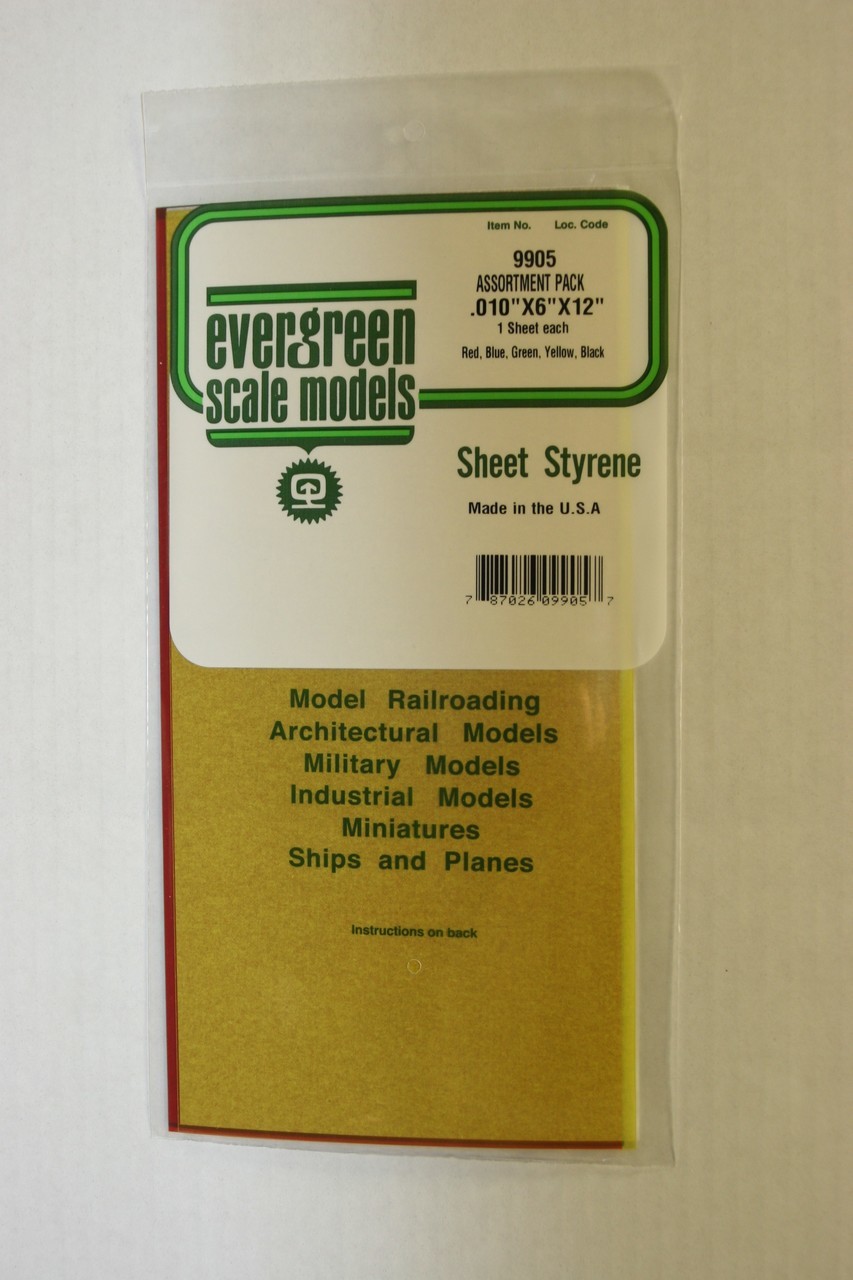 Item No. Loc. Code
9905
ASSORTMENT PACK
.010"X6"X12"
1 Sheet each
Red, Blue, Green, Yellow, Black
evergreen
scale models
Sheet Styrene
Made in the U.S.A
7 87026 09905 7
Model Railroading
Architectural Models
Military Models
Industrial Models
Miniatures
Ships and Planes
Instructions on back